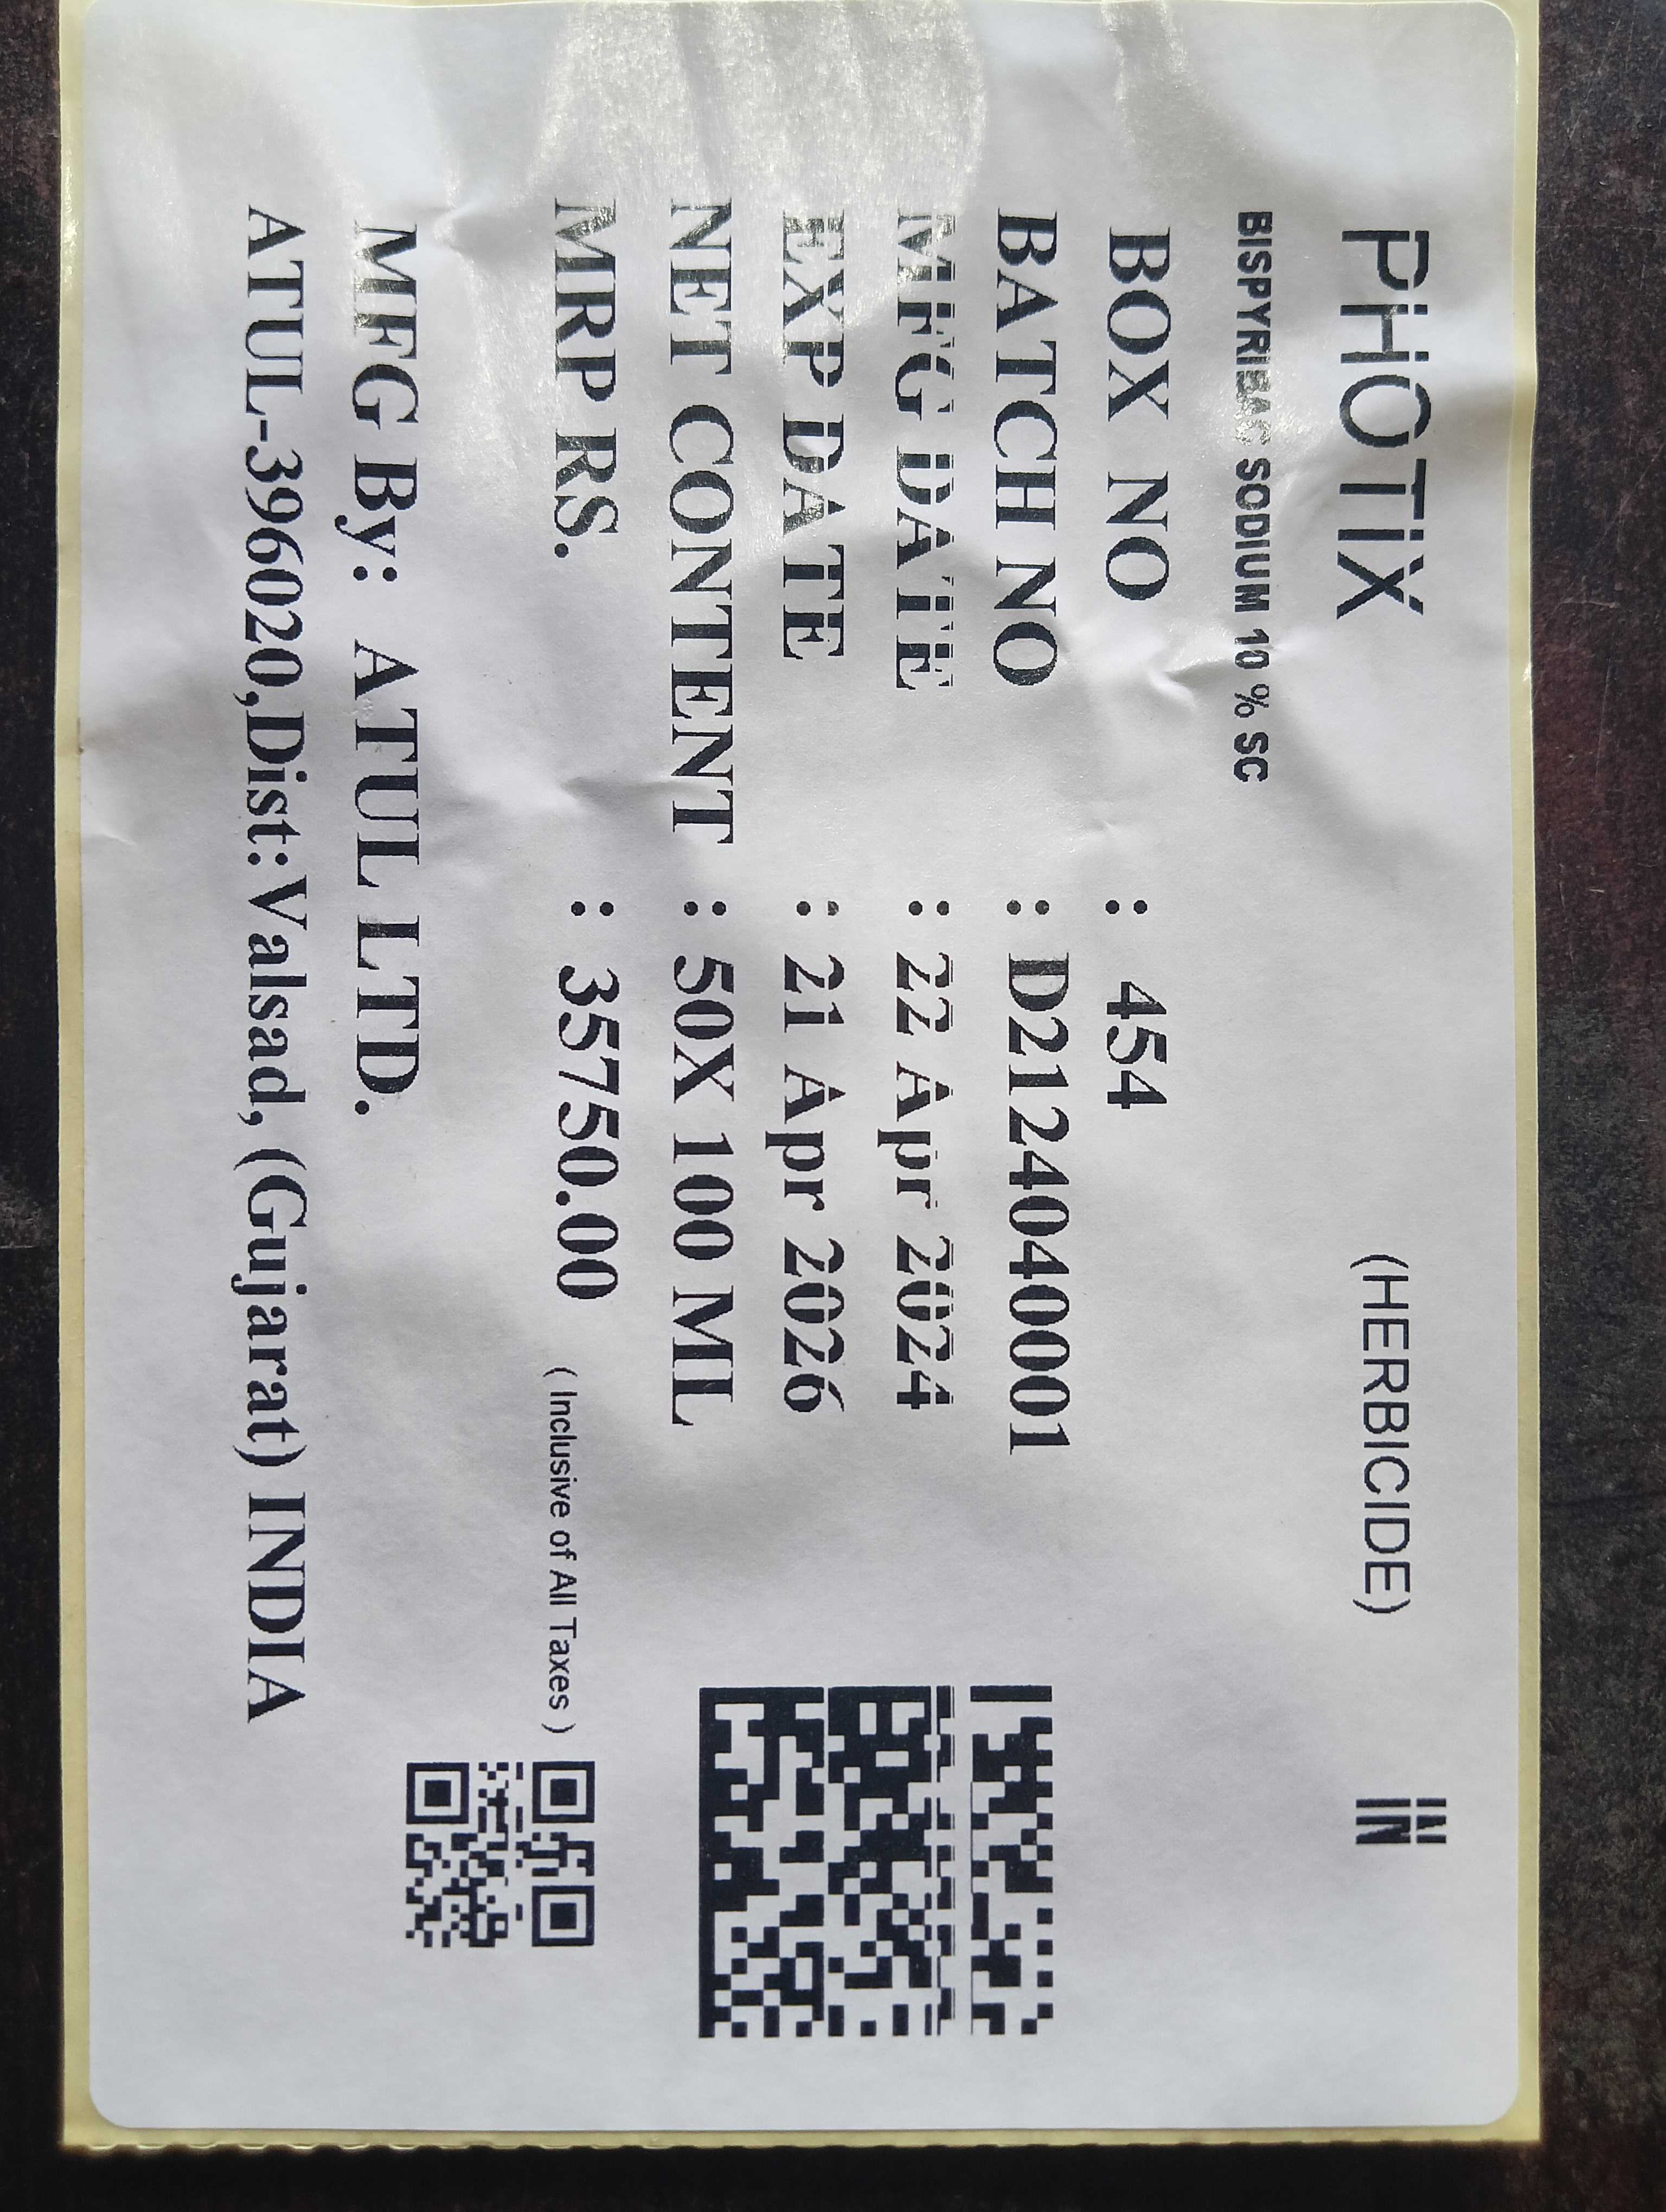 PHOTIX (HERBICIDE) IN
BISPYRIBAC SODIUM 10 % SC
BOX NO : 454
BATCH NO : D2124040001
MFG DATE : 22 Apr 2024
EXP DATE : 21 Apr 2026
NET CONTENT : 50X 100 ML
MRP RS. : 35750.00 ( Inclusive of All Taxes )
MFG By: ATUL LTD.
ATUL-396020,Dist:Valsad, (Gujarat) INDIA